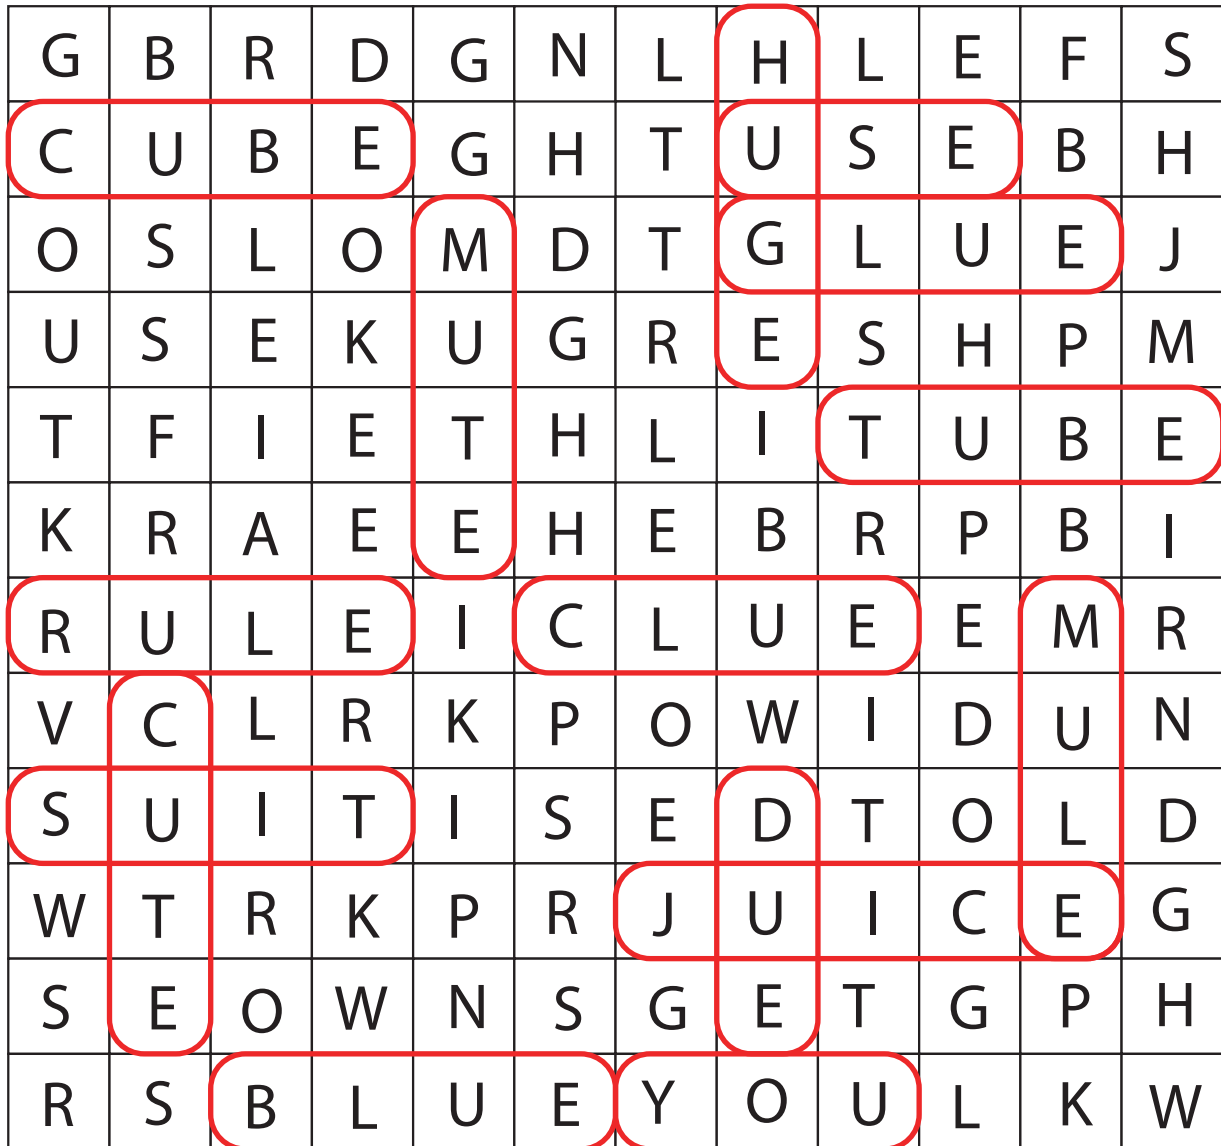 G B R D G N L H L E F S
C U B E G H T U S E B H
O S L O M D T G L U E J
U S E K U G R E S H P M
T F I E T H L I T U B E
K R A E E H E B R P B I
R U L E I C L U E E M R
V C L R K P O W I D U N
S U I T I S E D T O L D
W T R K P R J U I C E G
S E O W N S G E T G P H
R S B L U E Y O U L K W